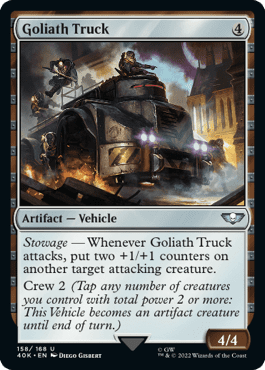 Goliath Truck 4
Artifact — Vehicle
Stowage — Whenever Goliath Truck
attacks, put two +1/+1 counters on
another target attacking creature.
Crew 2 (Tap any number of creatures
you control with total power 2 or more:
This Vehicle becomes an artifact creature
until end of turn.)
4/4
158/168 U
40K • EN Diego Gisbert
© GW
™ & © 2022 Wizards of the Coast